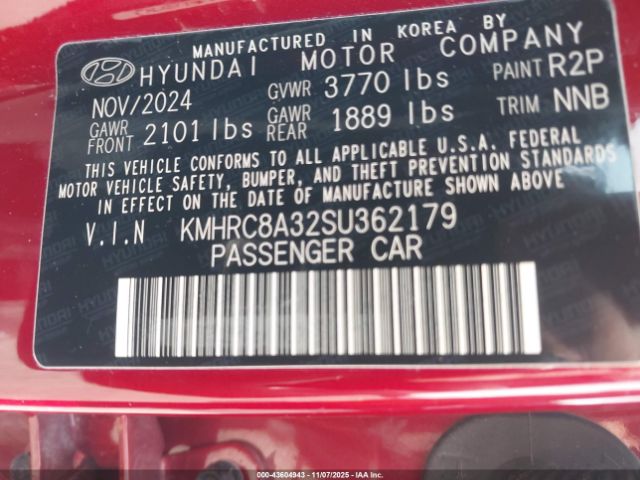 MANUFACTURED IN KOREA BY
HYUNDAI MOTOR COMPANY
NOV/2024 GVWR 3770 lbs PAINT R2P
GAWR FRONT 2101 lbs GAWR REAR 1889 lbs TRIM NNB
THIS VEHICLE CONFORMS TO ALL APPLICABLE U.S.A. FEDERAL
MOTOR VEHICLE SAFETY, BUMPER, AND THEFT PREVENTION STANDARDS
IN EFFECT ON THE DATE OF MANUFACTURE SHOWN ABOVE
V.I.N KMHRC8A32SU362179
PASSENGER CAR
000-43604943 - 11/07/2025 - IAAI.CA